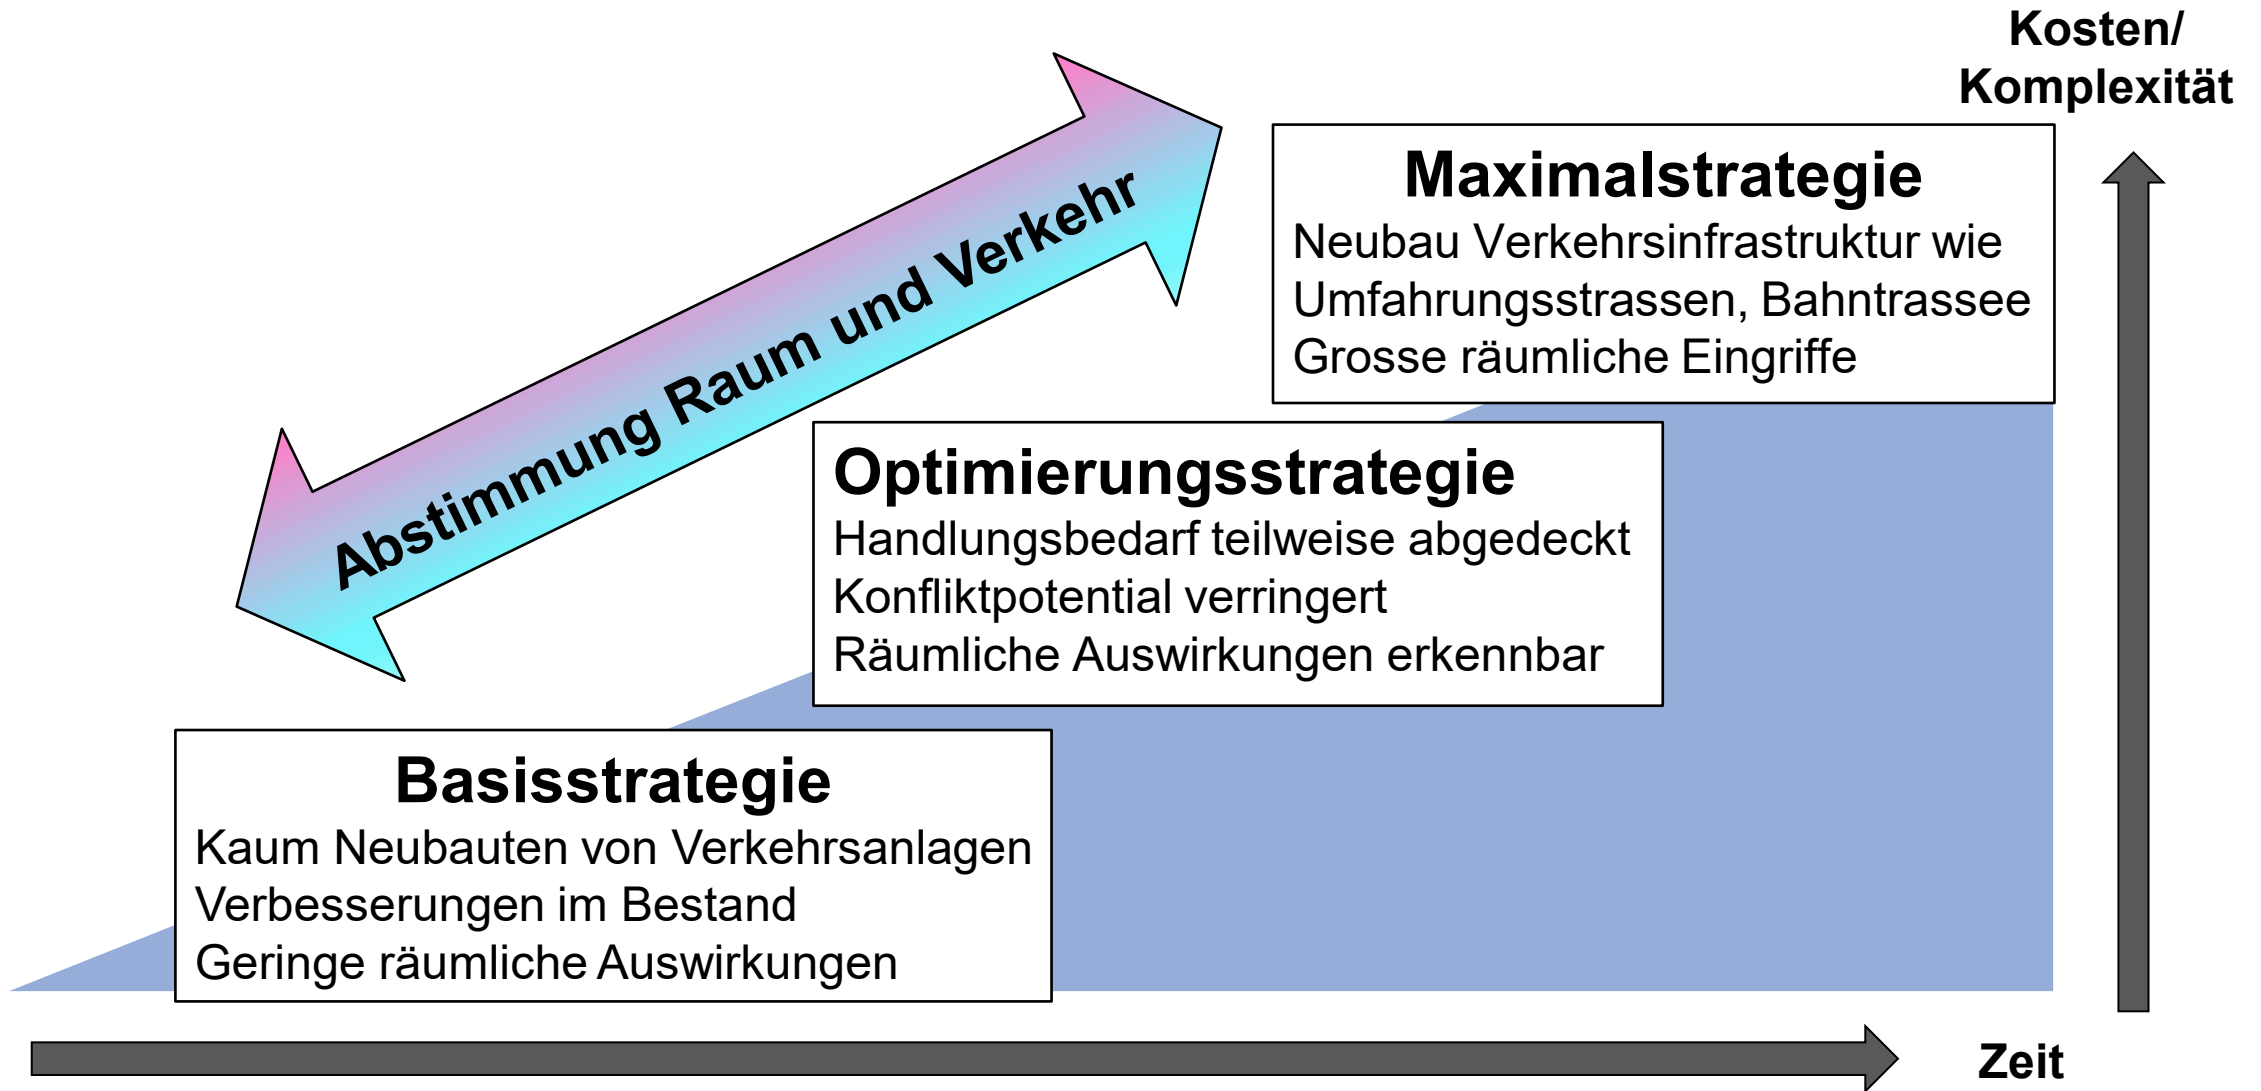 Kosten/
Komplexität
Maximalstrategie
Neubau Verkehrsinfrastruktur wie
Umfahrungsstrassen, Bahntrassee
Grosse räumliche Eingriffe
Abstimmung Raum und Verkehr
Optimierungsstrategie
Handlungsbedarf teilweise abgedeckt
Konfliktpotential verringert
Räumliche Auswirkungen erkennbar
Basisstrategie
Kaum Neubauten von Verkehrsanlagen
Verbesserungen im Bestand
Geringe räumliche Auswirkungen
Zeit